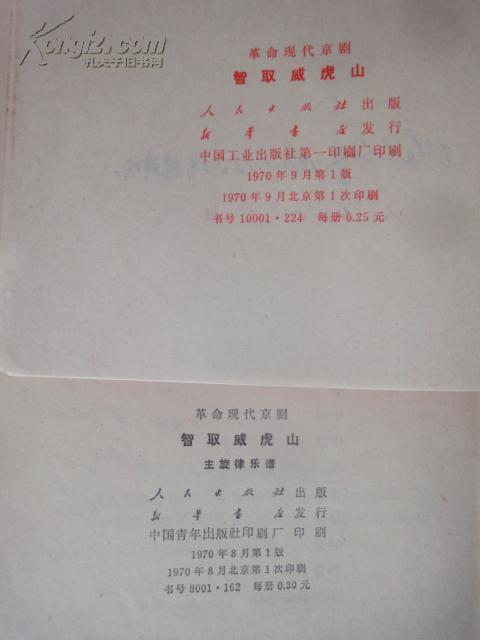 Kongfz.com
孔夫子旧书网
革命现代京剧
智取威虎山
人民出版社出版
新华书店发行
中国工业出版社第一印刷厂印刷
1970年9月第1版
1970年9月北京第1次印刷
书号10001·224 每册0.25元
革命现代京剧
智取威虎山
主旋律乐谱
人民出版社出版
新华书店发行
中国青年出版社印刷厂 印刷
1970年8月第1版
1970年8月北京第1次印刷
书号8001·162 每册0.30元